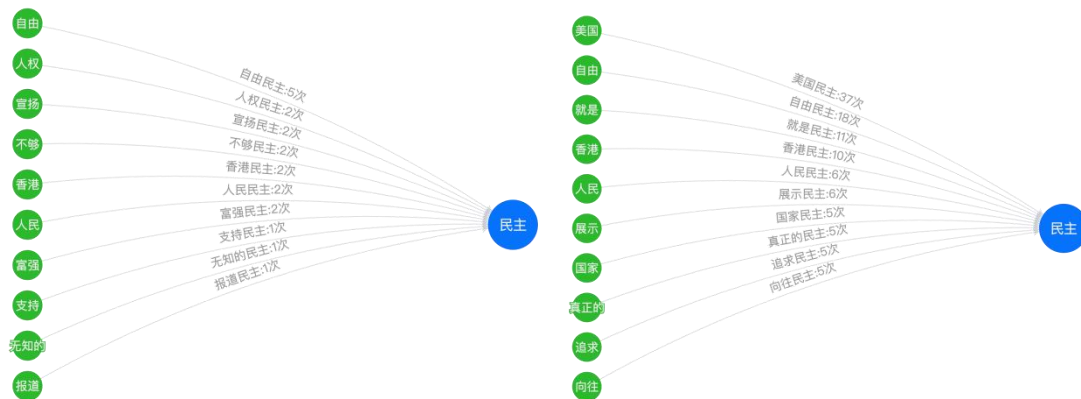 自由
人权
宣扬
不够
香港
人民
富强
支持
无知的
报道
自由民主:5次
人权民主:2次
宣扬民主:2次
不够民主:2次
香港民主:2次
人民民主:2次
富强民主:2次
支持民主:1次
无知的民主:1次
报道民主:1次
民主
美国
自由
就是
香港
人民
展示
国家
真正的
追求
向往
美国民主:37次
自由民主:18次
就是民主:11次
香港民主:10次
人民民主:6次
展示民主:6次
国家民主:5次
真正的民主:5次
追求民主:5次
向往民主:5次
民主